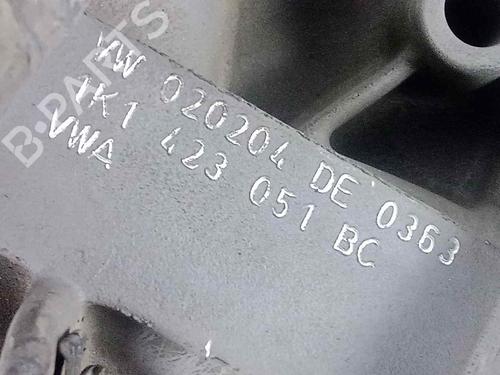 VW 020204 DE 0363
1K1 423 051 BC
VWA
B-PARTS